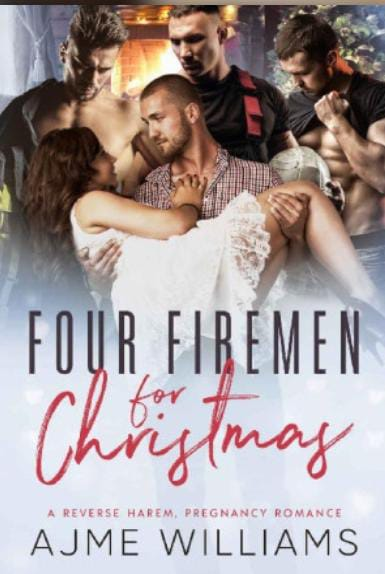 FOUR FIREMEN
for
Christmas
A REVERSE HAREM, PREGNANCY ROMANCE
AJME WILLIAMS